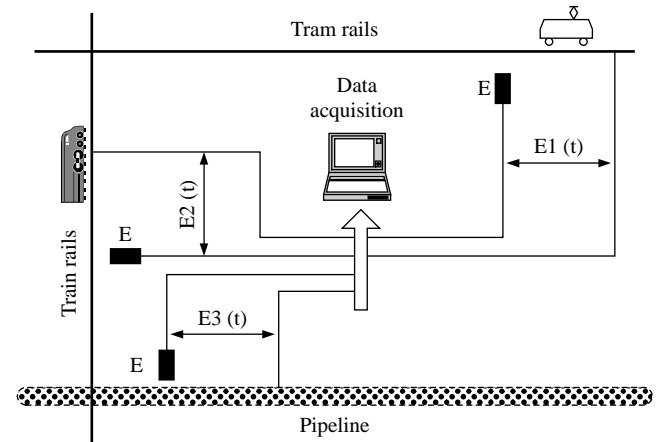 Tram rails
Data
acquisition
E
E1 (t)
E2 (t)
E
Train rails
E3 (t)
E
Pipeline